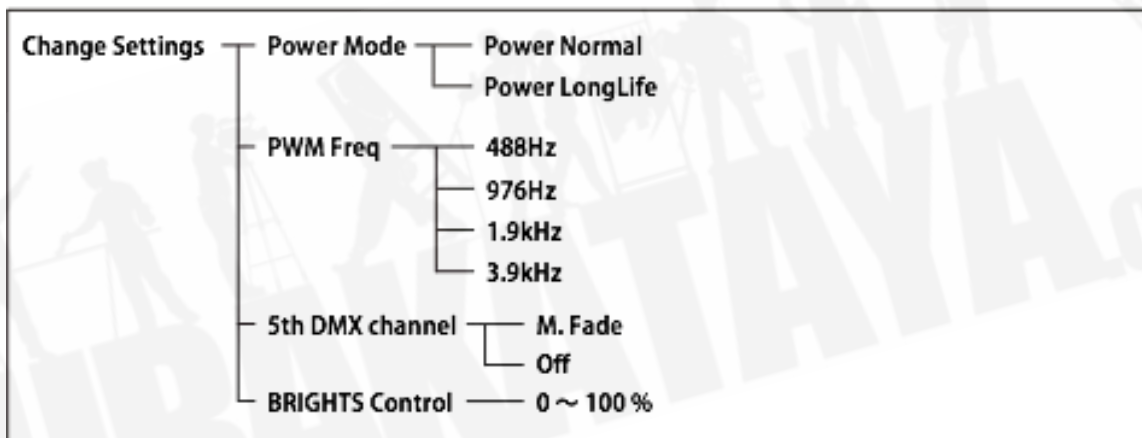 Change Settings Power Mode Power Normal
Power LongLife
PWM Freq 488Hz
976Hz
1.9kHz
3.9kHz
5th DMX channel M. Fade
Off
BRIGHTS Control 0 ～ 100 %